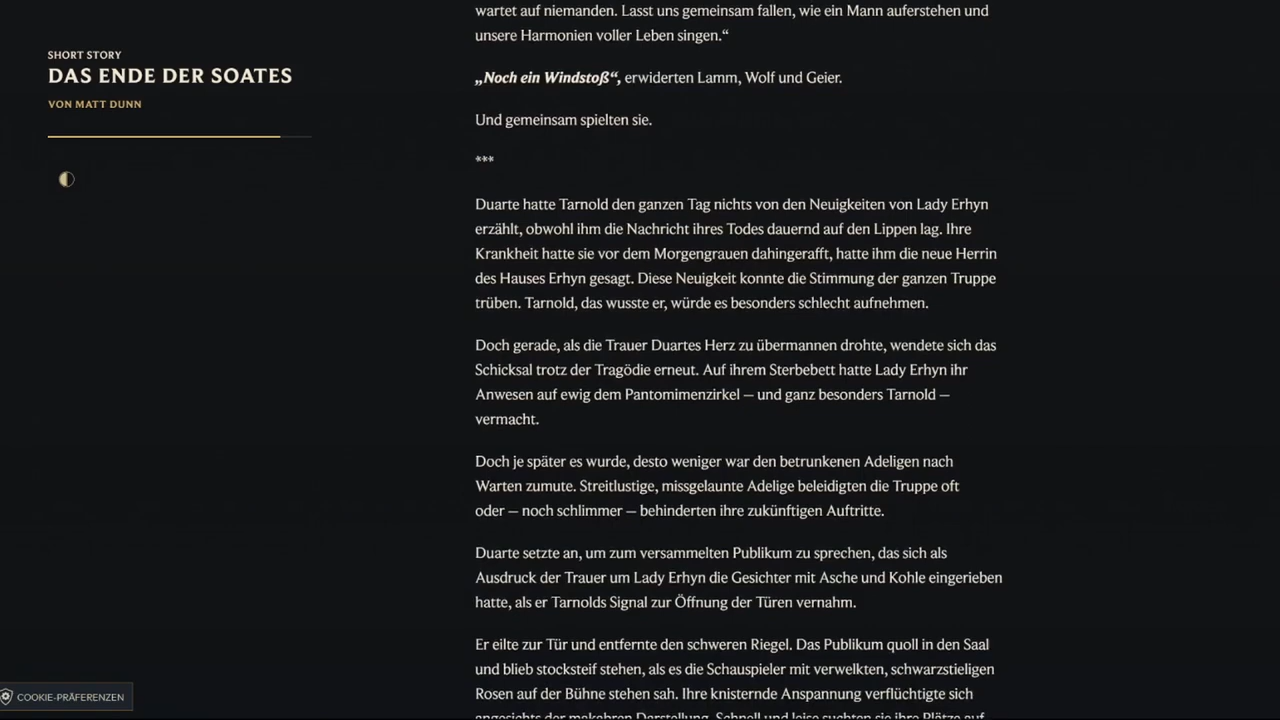 SHORT STORY
DAS ENDE DER SOATES
VON MATT DUNN
wartet auf niemanden. Lasst uns gemeinsam fallen, wie ein Mann auferstehen und
unsere Harmonien voller Leben singen.“
„Noch ein Windstoß“, erwiderten Lamm, Wolf und Geier.
Und gemeinsam spielten sie.
***
Duarte hatte Tarnold den ganzen Tag nichts von den Neuigkeiten von Lady Erhyn
erzählt, obwohl ihm die Nachricht ihres Todes dauernd auf den Lippen lag. Ihre
Krankheit hatte sie vor dem Morgengrauen dahingerafft, hatte ihm die neue Herrin
des Hauses Erhyn gesagt. Diese Neuigkeit konnte die Stimmung der ganzen Truppe
trüben. Tarnold, das wusste er, würde es besonders schlecht aufnehmen.
Doch gerade, als die Trauer Duartes Herz zu übermannen drohte, wendete sich das
Schicksal trotz der Tragödie erneut. Auf ihrem Sterbebett hatte Lady Erhyn ihr
Anwesen auf ewig dem Pantomimenzirkel – und ganz besonders Tarnold –
vermacht.
Doch je später es wurde, desto weniger war den betrunkenen Adeligen nach
Warten zumute. Streitlustige, missgelaunte Adelige beleidigten die Truppe oft
oder – noch schlimmer – behinderten ihre zukünftigen Auftritte.
Duarte setzte an, um zum versammelten Publikum zu sprechen, das sich als
Ausdruck der Trauer um Lady Erhyn die Gesichter mit Asche und Kohle eingerieben
hatte, als er Tarnolds Signal zur Öffnung der Türen vernahm.
Er eilte zur Tür und entfernte den schweren Riegel. Das Publikum quoll in den Saal
und blieb stocksteif stehen, als es die Schauspieler mit verwelkten, schwarzstieligen
Rosen auf der Bühne stehen sah. Ihre knisternde Anspannung verflüchtigte sich
angesichts der makabren Darstellung. Schnell und leise suchten sie ihre Plätze auf
COOKIE-PRÄFERENZEN